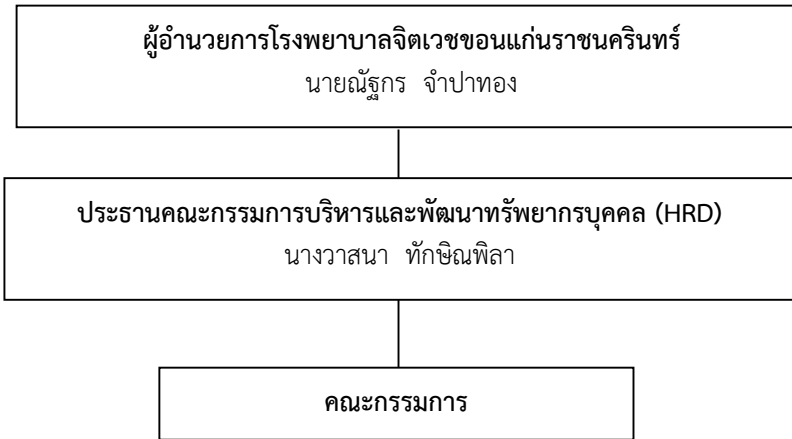 ผู้อำนวยการโรงพยาบาลจิตเวชขอนแก่นราชนครินทร์
นายณัฐกร จำปาทอง
ประธานคณะกรรมการบริหารและพัฒนาทรัพยากรบุคคล (HRD)
นางวาสนา ทักษิณพิลา
คณะกรรมการ